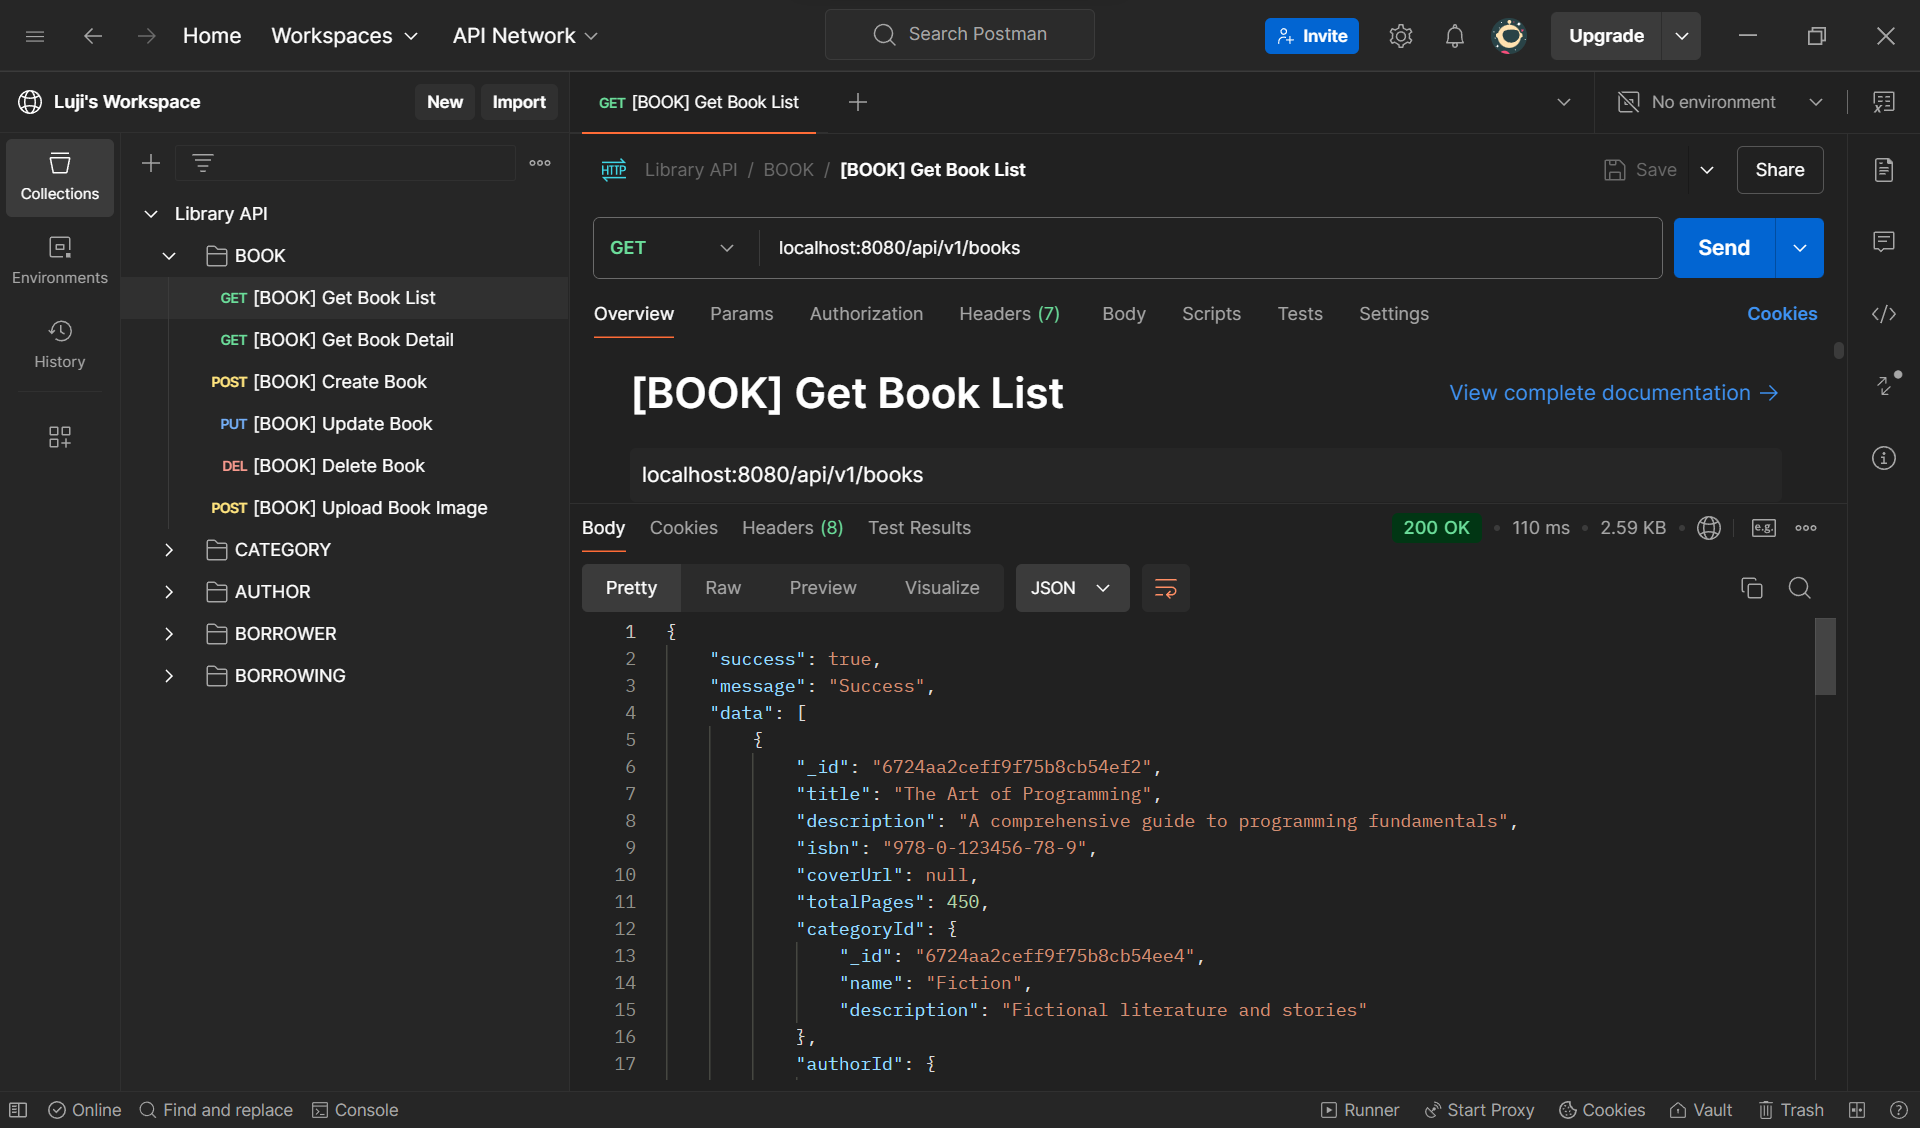 Home Workspaces API Network Search Postman Invite Upgrade
Luji's Workspace New Import
GET [BOOK] Get Book List No environment
Collections
Environments
History
Library API
BOOK
GET [BOOK] Get Book List
GET [BOOK] Get Book Detail
POST [BOOK] Create Book
PUT [BOOK] Update Book
DEL [BOOK] Delete Book
POST [BOOK] Upload Book Image
CATEGORY
AUTHOR
BORROWER
BORROWING
HTTP Library API / BOOK / [BOOK] Get Book List Save Share
GET localhost:8080/api/v1/books Send
Overview Params Authorization Headers (7) Body Scripts Tests Settings Cookies
[BOOK] Get Book List View complete documentation →
localhost:8080/api/v1/books
Body Cookies Headers (8) Test Results 200 OK • 110 ms • 2.59 KB • e.g.
Pretty Raw Preview Visualize JSON
1 {
2 "success": true,
3 "message": "Success",
4 "data": [
5 {
6 "_id": "6724aa2ceff9f75b8cb54ef2",
7 "title": "The Art of Programming",
8 "description": "A comprehensive guide to programming fundamentals",
9 "isbn": "978-0-123456-78-9",
10 "coverUrl": null,
11 "totalPages": 450,
12 "categoryId": {
13 "_id": "6724aa2ceff9f75b8cb54ee4",
14 "name": "Fiction",
15 "description": "Fictional literature and stories"
16 },
17 "authorId": {
Online Find and replace Console Runner Start Proxy Cookies Vault Trash